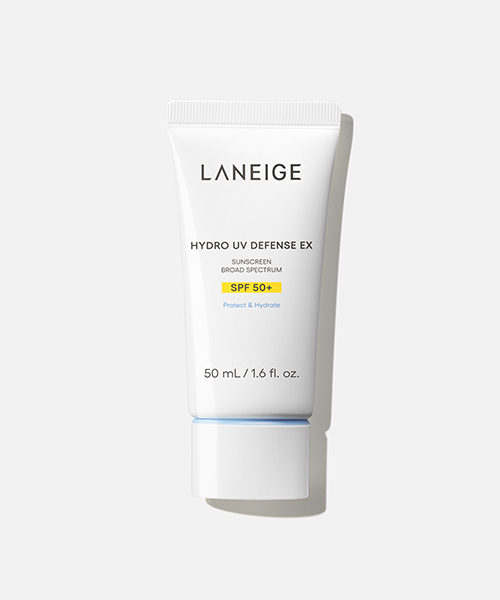 LANEIGE
HYDRO UV DEFENSE EX
SUNSCREEN
BROAD SPECTRUM
SPF 50+
Protect & Hydrate
50 mL / 1.6 fl. oz.